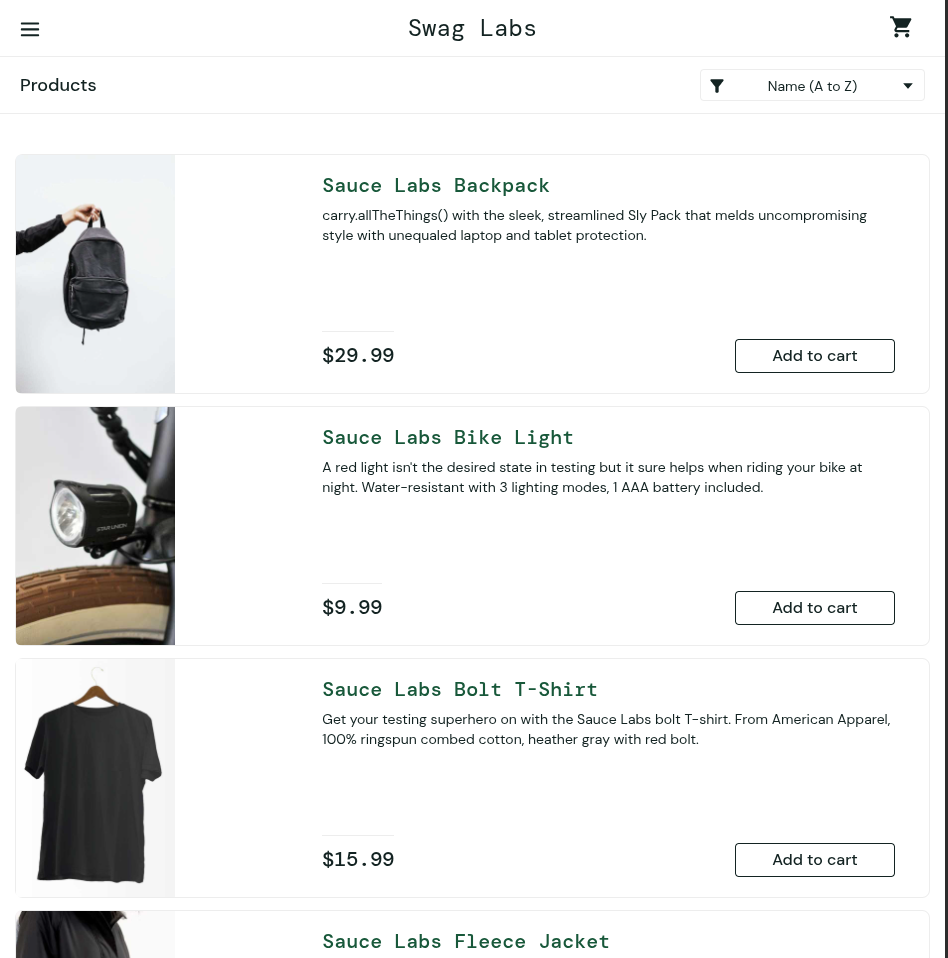 Swag Labs
Products
Name (A to Z)
Sauce Labs Backpack
carry.allTheThings() with the sleek, streamlined Sly Pack that melds uncompromising
style with unequaled laptop and tablet protection.
$29.99
Add to cart
Sauce Labs Bike Light
A red light isn't the desired state in testing but it sure helps when riding your bike at
night. Water-resistant with 3 lighting modes, 1 AAA battery included.
$9.99
Add to cart
Sauce Labs Bolt T-Shirt
Get your testing superhero on with the Sauce Labs bolt T-shirt. From American Apparel,
100% ringspun combed cotton, heather gray with red bolt.
$15.99
Add to cart
Sauce Labs Fleece Jacket